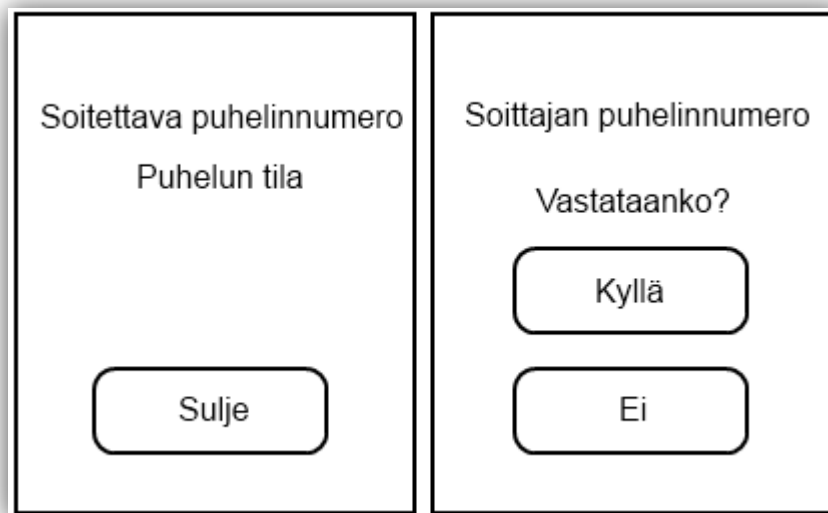 Soitettava puhelinnumero
Puhelun tila
Sulje
Soittajan puhelinnumero
Vastataanko?
Kyllä
Ei